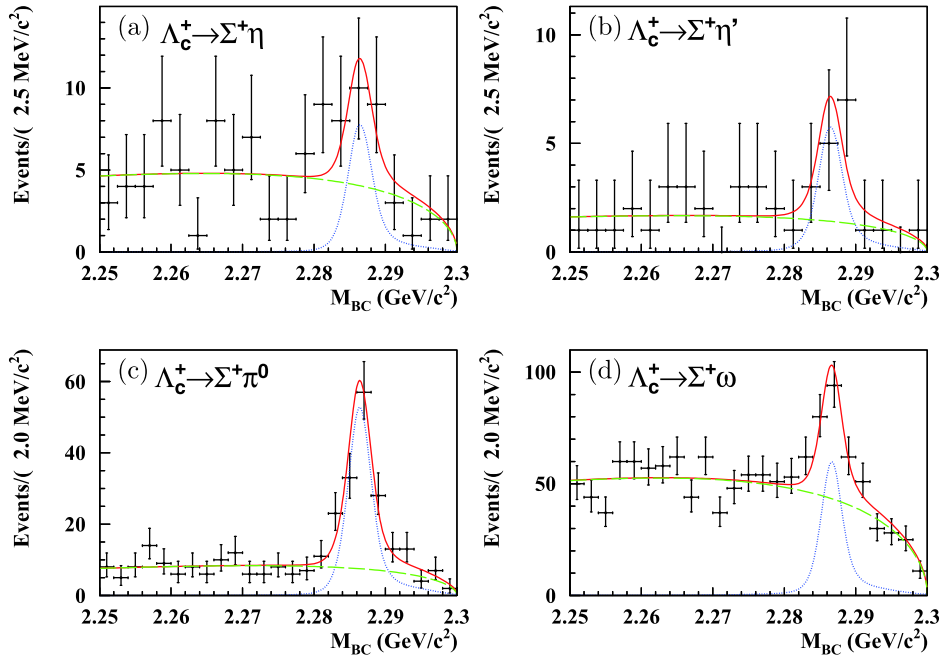 (a) Λc+→Σ+η
Events/( 2.5 MeV/c2)
10
5
0
2.25 2.26 2.27 2.28 2.29 2.3
MBC (GeV/c2)
(b) Λc+→Σ+η’
Events/( 2.5 MeV/c2)
10
5
0
2.25 2.26 2.27 2.28 2.29 2.3
MBC (GeV/c2)
(c) Λc+→Σ+π0
Events/( 2.0 MeV/c2)
60
40
20
0
2.25 2.26 2.27 2.28 2.29 2.3
MBC (GeV/c2)
(d) Λc+→Σ+ω
Events/( 2.0 MeV/c2)
100
50
0
2.25 2.26 2.27 2.28 2.29 2.3
MBC (GeV/c2)